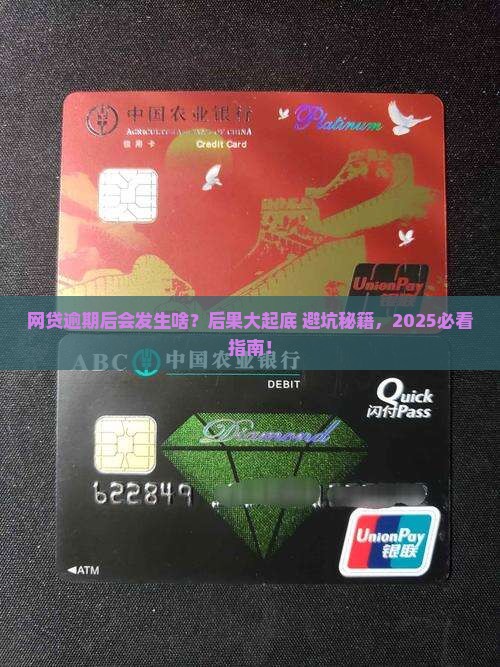 中国农业银行
AGRICULTURAL BANK OF CHINA
信用卡 Credit Card
Platinum
UnionPay
网贷逾期后会发生啥？后果大起底 避坑秘籍，2025必看
指南！
ABC 中国农业银行
DEBIT
Quick
闪付Pass
Diamond
622849
UnionPay
银联
◀ATM